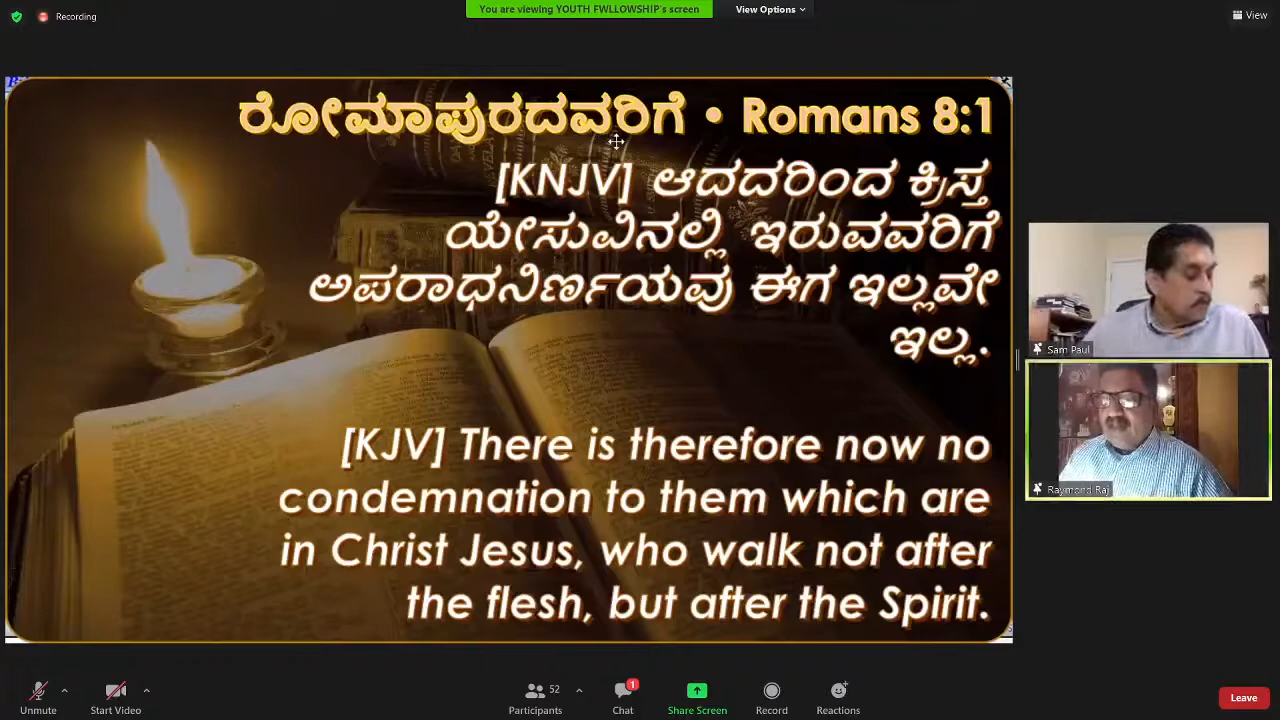 Recording
You are viewing YOUTH FWLLOWSHIP's screen
View Options
View
ರೋಮಾಪುರದವರಿಗೆ • Romans 8:1
[KNJV] ಆದದರಿಂದ ಕ್ರಿಸ್ತ
ಯೇಸುವಿನಲ್ಲಿ ಇರುವವರಿಗೆ
ಅಪರಾಧನಿರ್ಣಯವು ಈಗ ಇಲ್ಲವೇ
ಇಲ್ಲ.
[KJV] There is therefore now no
condemnation to them which are
in Christ Jesus, who walk not after
the flesh, but after the Spirit.
Sam Paul
Raymond Raj
Unmute
Start Video
52
Participants
1
Chat
Share Screen
Record
Reactions
Leave